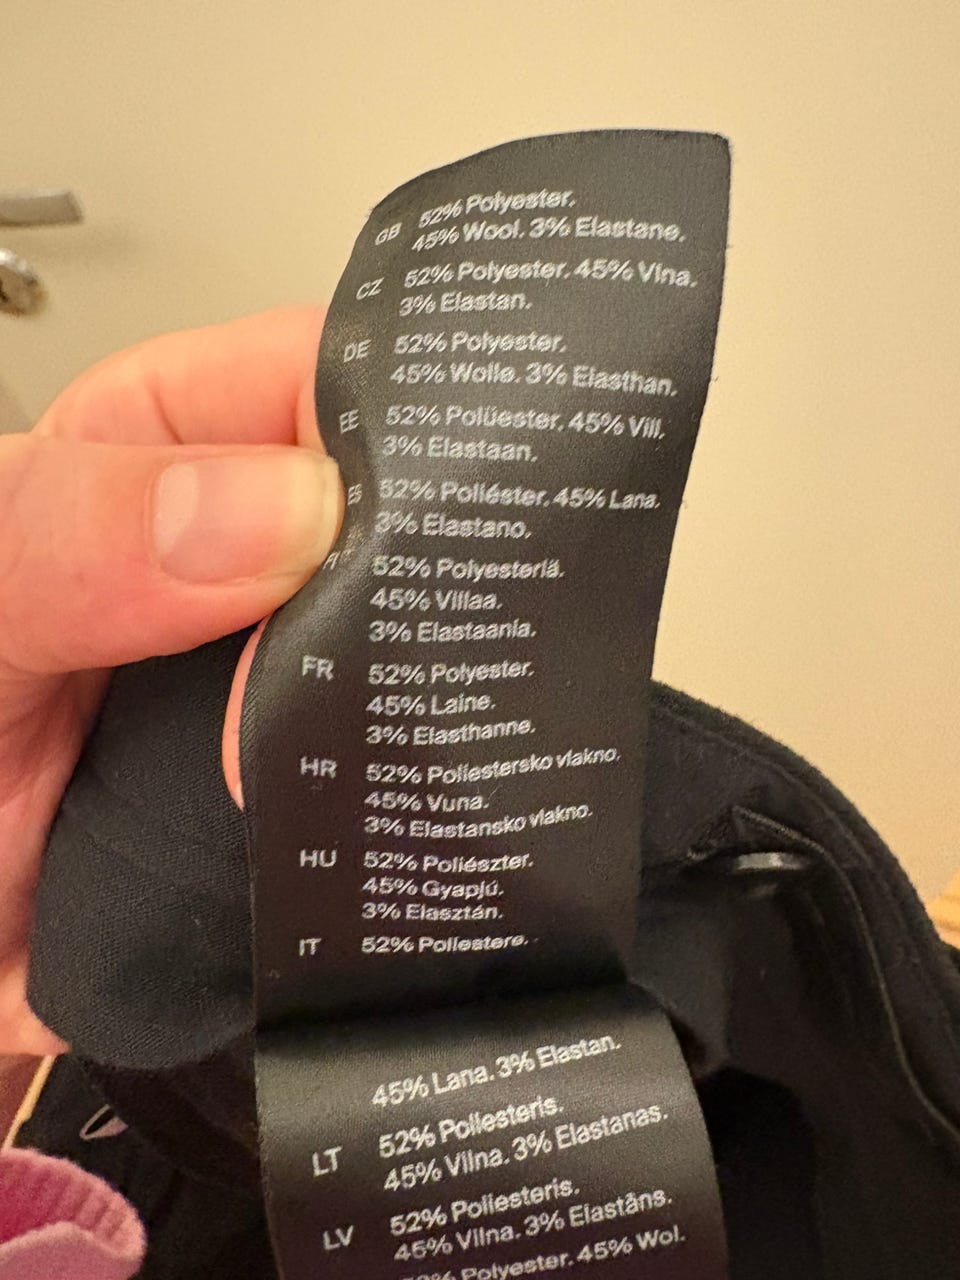 GB 52% Polyester.
45% Wool. 3% Elastane.
CZ 52% Polyester. 45% Vlna.
3% Elastan.
DE 52% Polyester.
45% Wolle. 3% Elasthan.
EE 52% Polüester. 45% Vill.
3% Elastaan.
ES 52% Poliéster. 45% Lana.
3% Elastano.
FI 52% Polyesteriä.
45% Villaa.
3% Elastaania.
FR 52% Polyester.
45% Laine.
3% Elasthanne.
HR 52% Poliestersko vlakno.
45% Vuna.
3% Elastansko vlakno.
HU 52% Poliészter.
45% Gyapjú.
3% Elasztán.
IT 52% Poliestere.
45% Lana. 3% Elastan.
LT 52% Poliesteris.
45% Vilna. 3% Elastanas.
LV 52% Poliesteris.
45% Vilna. 3% Elastāns.
Polyester. 45% Wol.